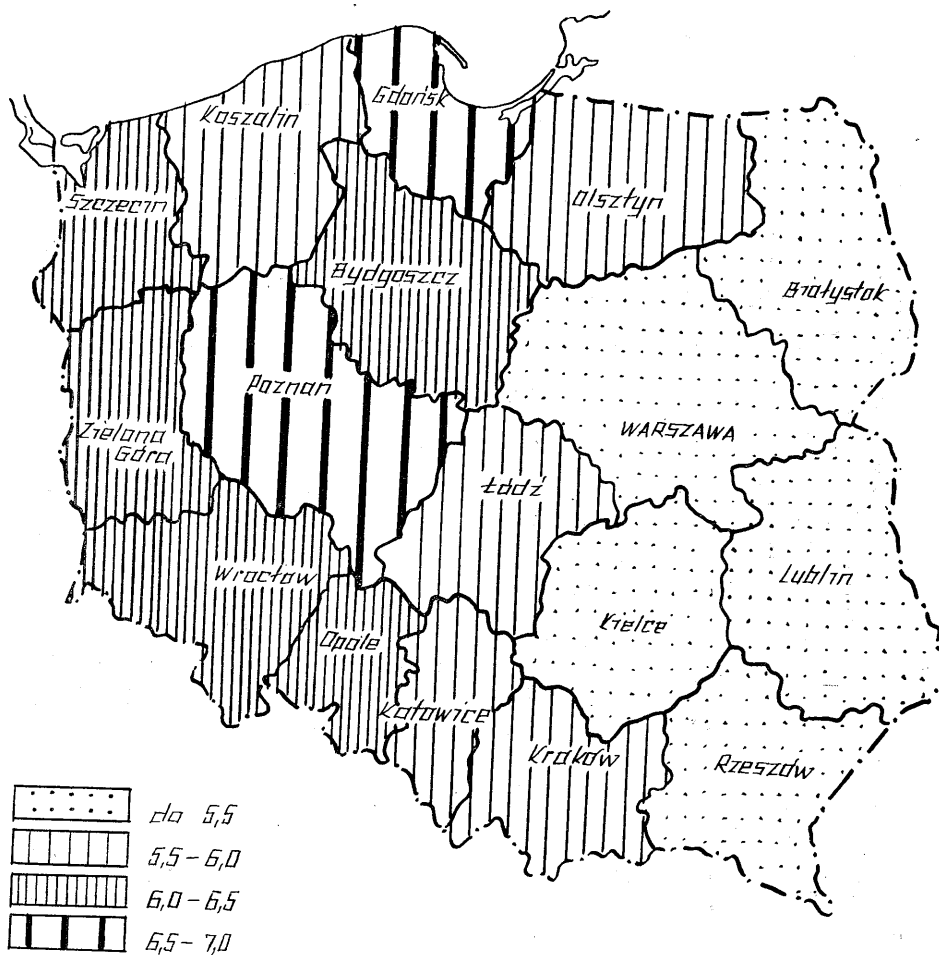 Gdańsk
Koszalin
Szczecin
Olsztyn
Bydgoszcz
Białystok
Poznań
WARSZAWA
Zielona
Góra
Łódź
Wrocław
Lublin
Opole
Kielce
Katowice
Kraków
Rzeszów
do 5,5
5,5-6,0
6,0-6,5
6,5-7,0